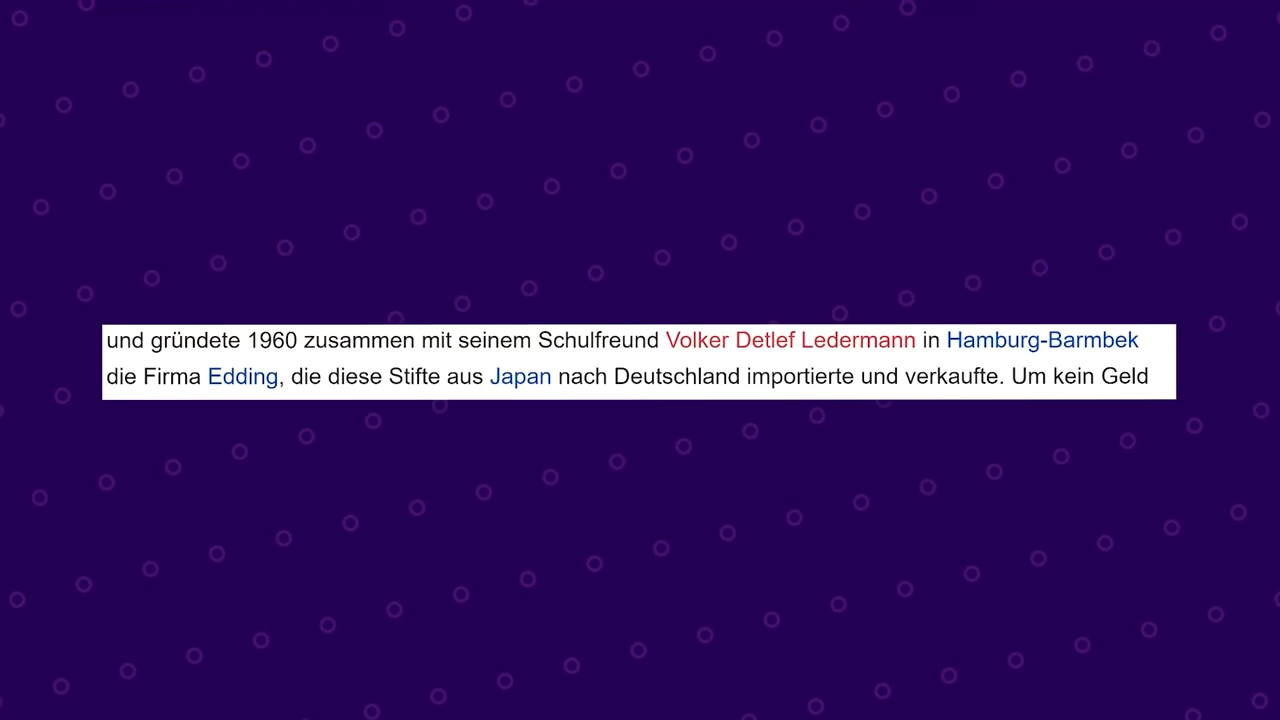 und gründete 1960 zusammen mit seinem Schulfreund Volker Detlef Ledermann in Hamburg-Barmbek
die Firma Edding, die diese Stifte aus Japan nach Deutschland importierte und verkaufte. Um kein Geld